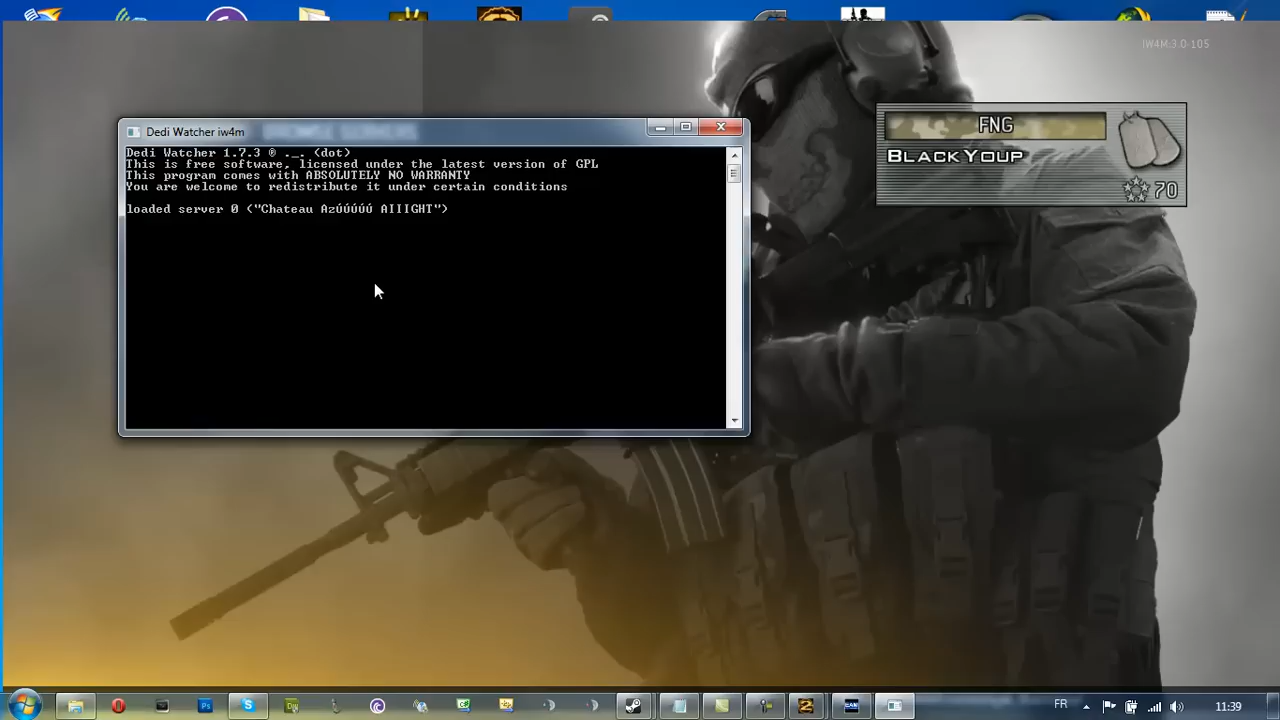 IW4M:3.0-105
FNG
BlackYoup
70
Dedi Watcher iw4m
Dedi Watcher 1.7.3 @ ._. (dot)
This is free software, licensed under the latest version of GPL
This program comes with ABSOLUTELY NO WARRANTY
You are welcome to redistribute it under certain conditions
loaded server 0 ("Chateau Azúúúúú AIIIGHT")
FR
11:39